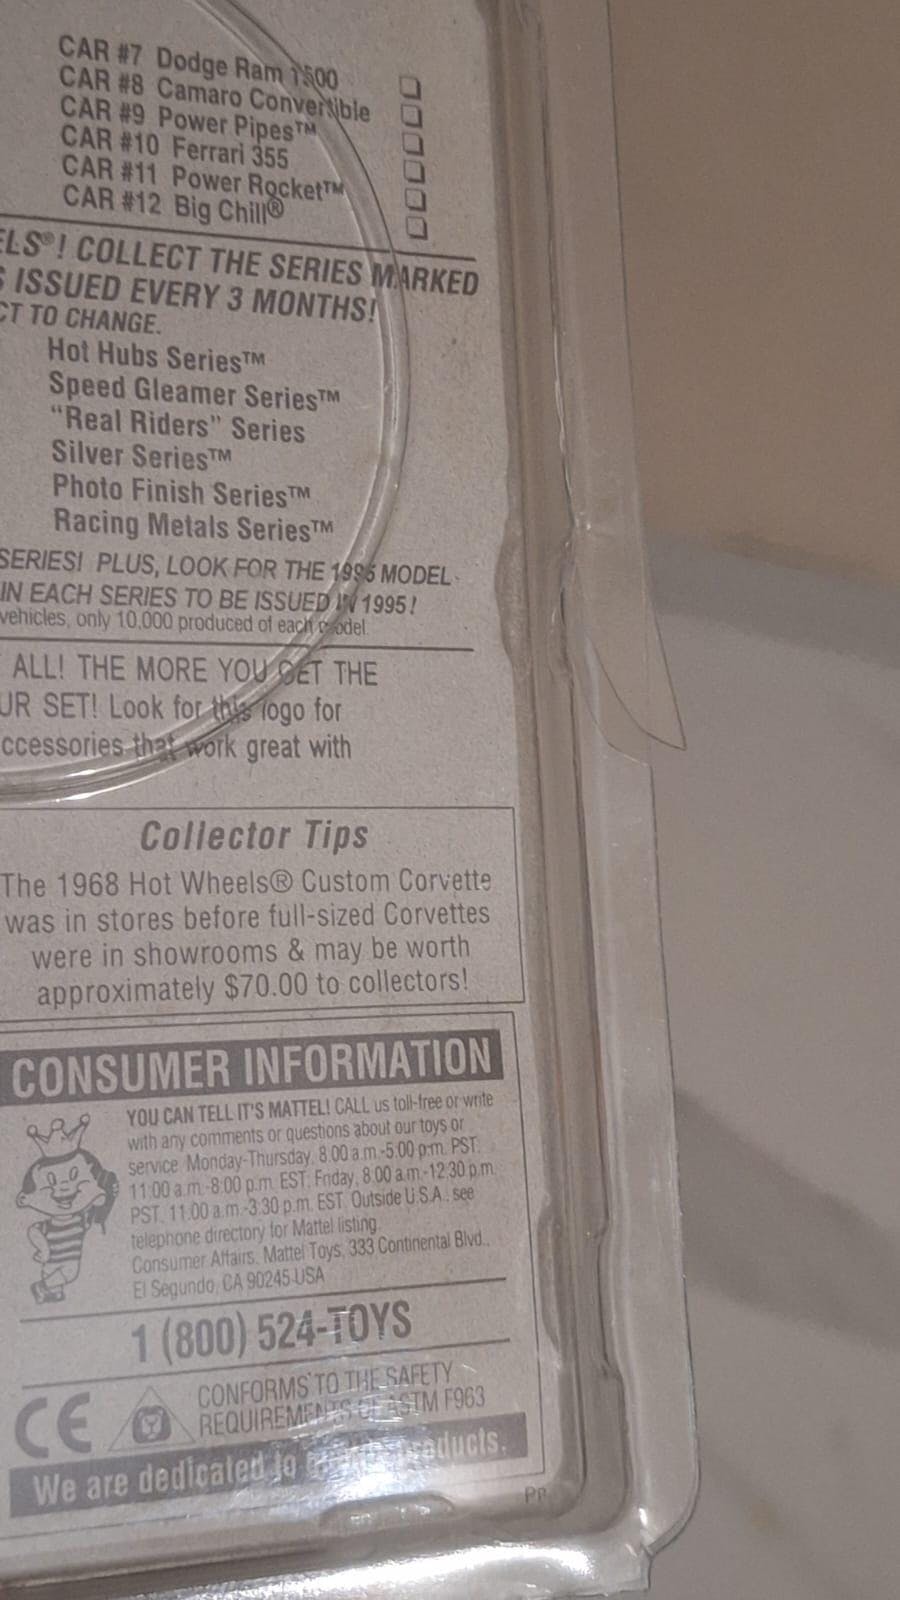 CAR #7 Dodge Ram 1500
CAR #8 Camaro Convertible
CAR #9 Power Pipes™
CAR #10 Ferrari 355
CAR #11 Power Rocket™
CAR #12 Big Chill®
ELS®! COLLECT THE SERIES MARKED
S ISSUED EVERY 3 MONTHS!
CT TO CHANGE.
Hot Hubs Series™
Speed Gleamer Series™
"Real Riders" Series
Silver Series™
Photo Finish Series™
Racing Metals Series™
SERIES! PLUS, LOOK FOR THE 1995 MODEL
IN EACH SERIES TO BE ISSUED IN 1995!
vehicles, only 10,000 produced of each model.
ALL! THE MORE YOU GET THE
UR SET! Look for this logo for
ccessories that work great with
Collector Tips
The 1968 Hot Wheels® Custom Corvette
was in stores before full-sized Corvettes
were in showrooms & may be worth
approximately $70.00 to collectors!
CONSUMER INFORMATION
YOU CAN TELL IT'S MATTEL! CALL us toll-free or write
with any comments or questions about our toys or
service Monday-Thursday, 8:00 a.m.-5:00 p.m. PST.
11:00 a.m.-8:00 p.m. EST. Friday, 8:00 a.m.-12:30 p.m.
PST, 11:00 a.m.-3:30 p.m. EST. Outside U.S.A., see
telephone directory for Mattel listing.
Consumer Affairs, Mattel Toys, 333 Continental Blvd.,
El Segundo, CA 90245 USA
1 (800) 524-TOYS
CE
CONFORMS TO THE SAFETY
REQUIREMENTS OF ASTM F963
We are dedicated to products.
PP